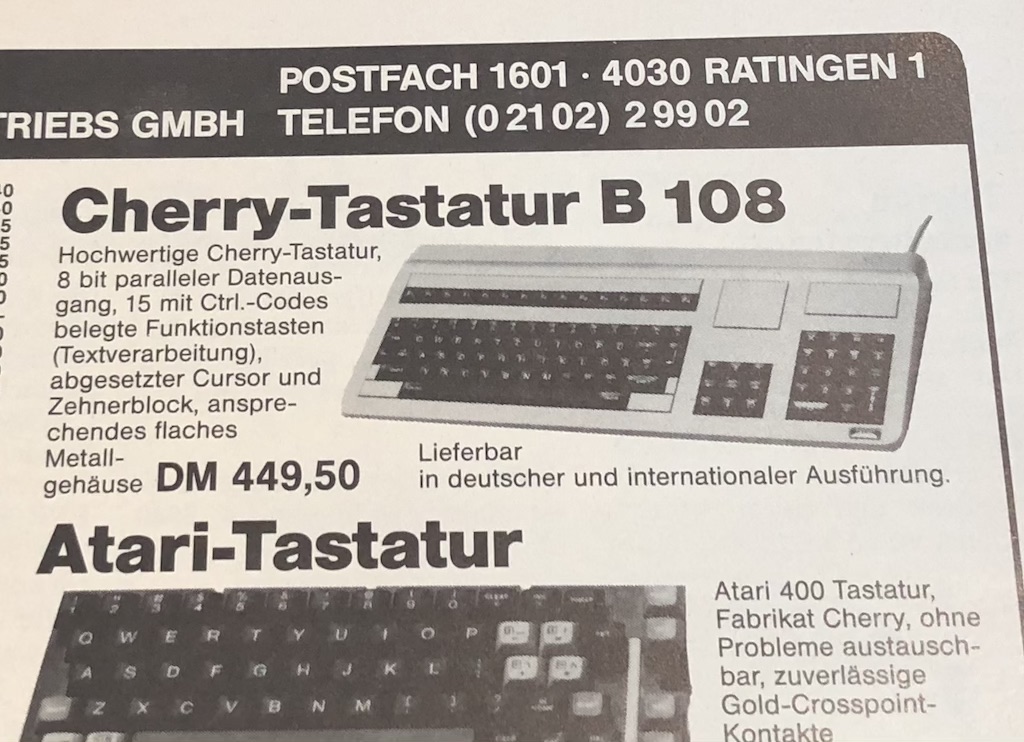 POSTFACH 1601 · 4030 RATINGEN 1
TRIEBS GMBH TELEFON (0 21 02) 2 99 02
Cherry-Tastatur B 108
Hochwertige Cherry-Tastatur,
8 bit paralleler Datenaus-
gang, 15 mit Ctrl.-Codes
belegte Funktionstasten
(Textverarbeitung),
abgesetzter Cursor und
Zehnerblock, anspre-
chendes flaches
Metall-
gehäuse DM 449,50
Lieferbar
in deutscher und internationaler Ausführung.
Atari-Tastatur
Q W E R T Y U I O P
A S D F G H J K L
Z X C V B N M
Atari 400 Tastatur,
Fabrikat Cherry, ohne
Probleme austausch-
bar, zuverlässige
Gold-Crosspoint-
Kontakte